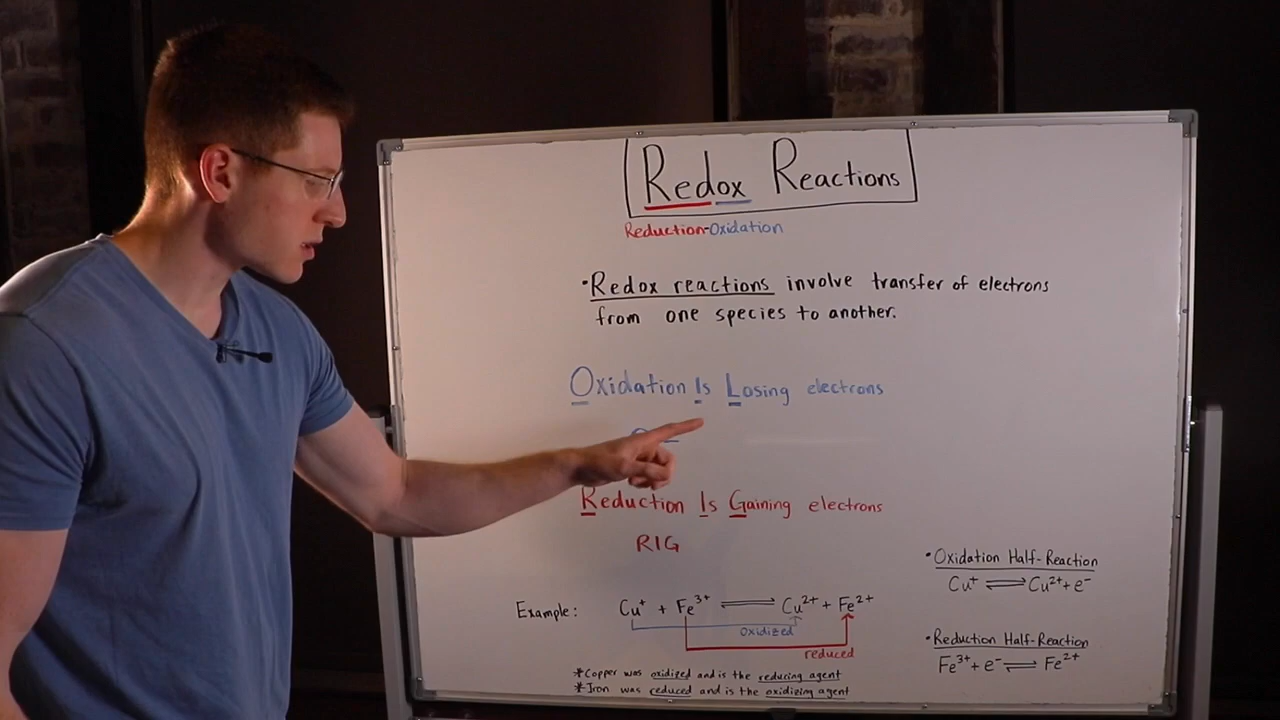 Redox Reactions
Reduction-Oxidation
•Redox reactions involve transfer of electrons
from one species to another.
Oxidation Is Losing electrons
Reduction Is Gaining electrons
RIG
Example: Cu⁺ + Fe³⁺ ⇌ Cu²⁺ + Fe²⁺
oxidized
reduced
*Copper was oxidized and is the reducing agent
*Iron was reduced and is the oxidizing agent
•Oxidation Half-Reaction
Cu⁺ ⇌ Cu²⁺ + e⁻
•Reduction Half-Reaction
Fe³⁺ + e⁻ ⇌ Fe²⁺